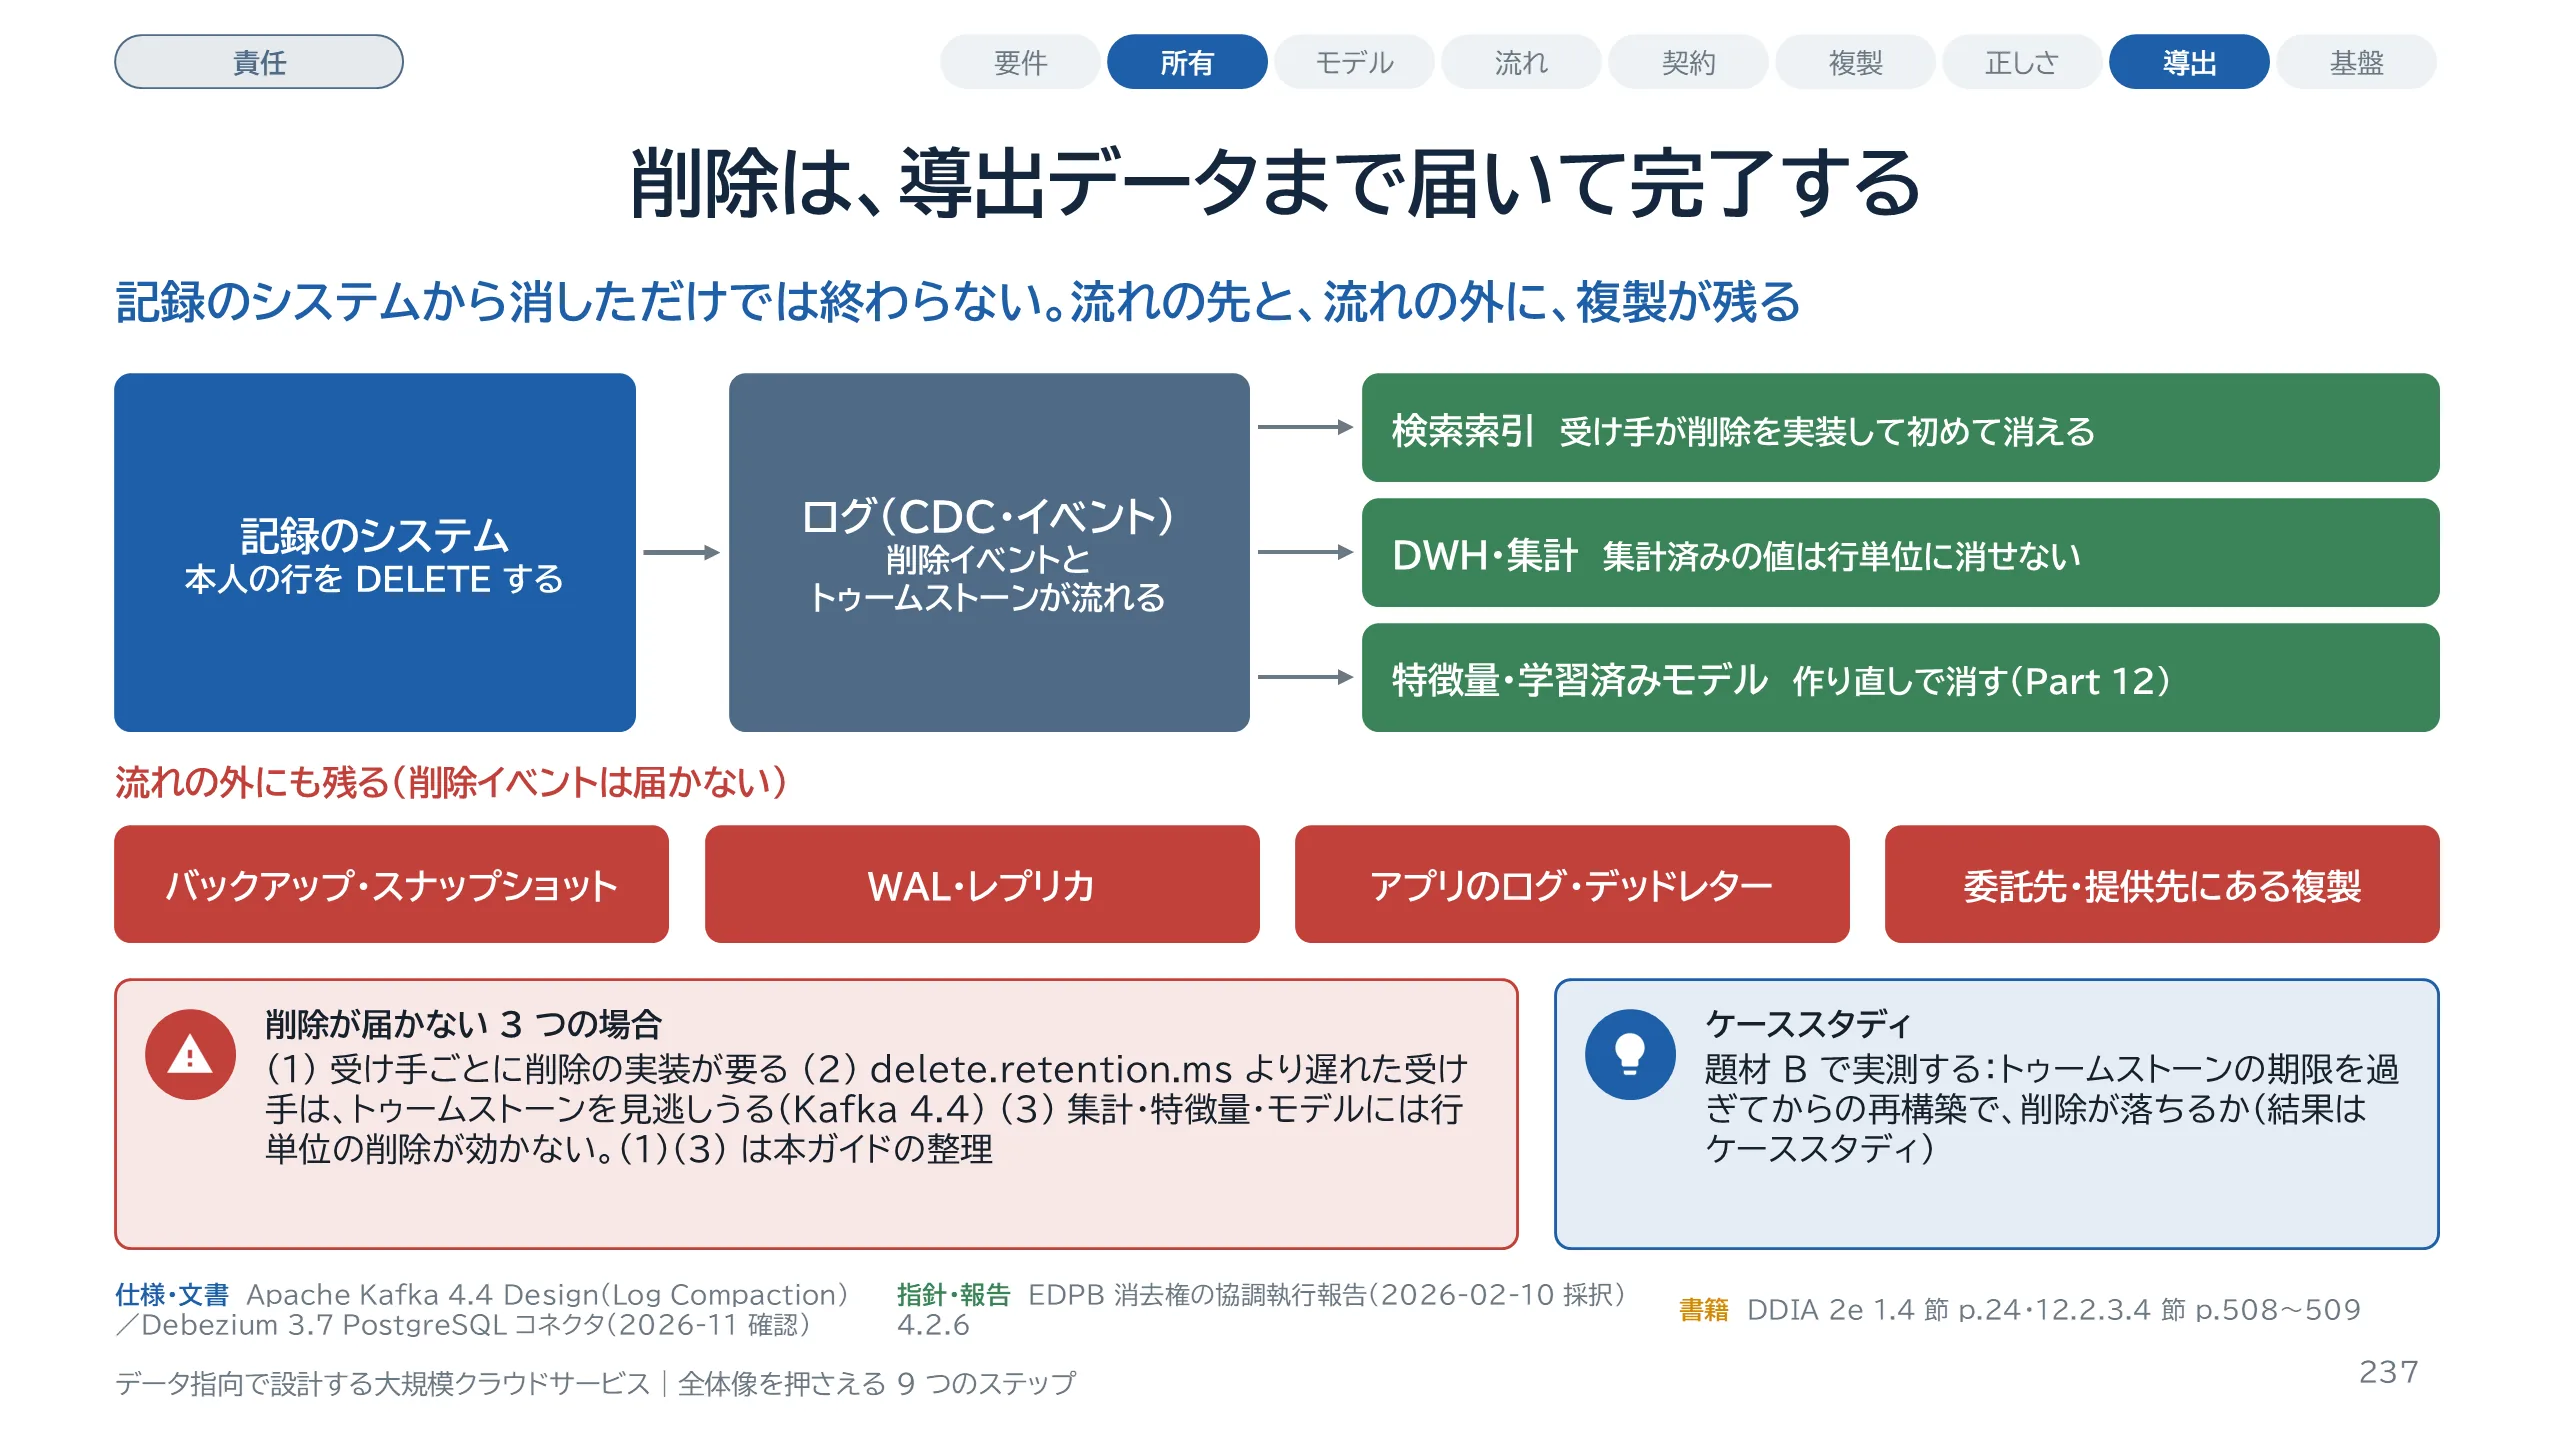 責任
要件 所有 モデル 流れ 契約 複製 正しさ 導出 基盤
削除は、導出データまで届いて完了する
記録のシステムから消しただけでは終わらない。流れの先と、流れの外に、複製が残る
記録のシステム
本人の行を DELETE する
ログ(CDC・イベント)
削除イベントと
トゥームストーンが流れる
検索索引 受け手が削除を実装して初めて消える
DWH・集計 集計済みの値は行単位に消せない
特徴量・学習済みモデル 作り直しで消す(Part 12)
流れの外にも残る(削除イベントは届かない)
バックアップ・スナップショット
WAL・レプリカ
アプリのログ・デッドレター
委託先・提供先にある複製
削除が届かない 3 つの場合
(1) 受け手ごとに削除の実装が要る (2) delete.retention.ms より遅れた受け
手は、トゥームストーンを見逃しうる(Kafka 4.4) (3) 集計・特徴量・モデルには行
単位の削除が効かない。(1)(3) は本ガイドの整理
ケーススタディ
題材 B で実測する：トゥームストーンの期限を過
ぎてからの再構築で、削除が落ちるか(結果は
ケーススタディ)
仕様・文書 Apache Kafka 4.4 Design(Log Compaction)
／Debezium 3.7 PostgreSQL コネクタ(2026-11 確認)
指針・報告 EDPB 消去権の協調執行報告(2026-02-10 採択)
4.2.6
書籍 DDIA 2e 1.4 節 p.24・12.2.3.4 節 p.508〜509
データ指向で設計する大規模クラウドサービス｜全体像を押さえる 9 つのステップ
237